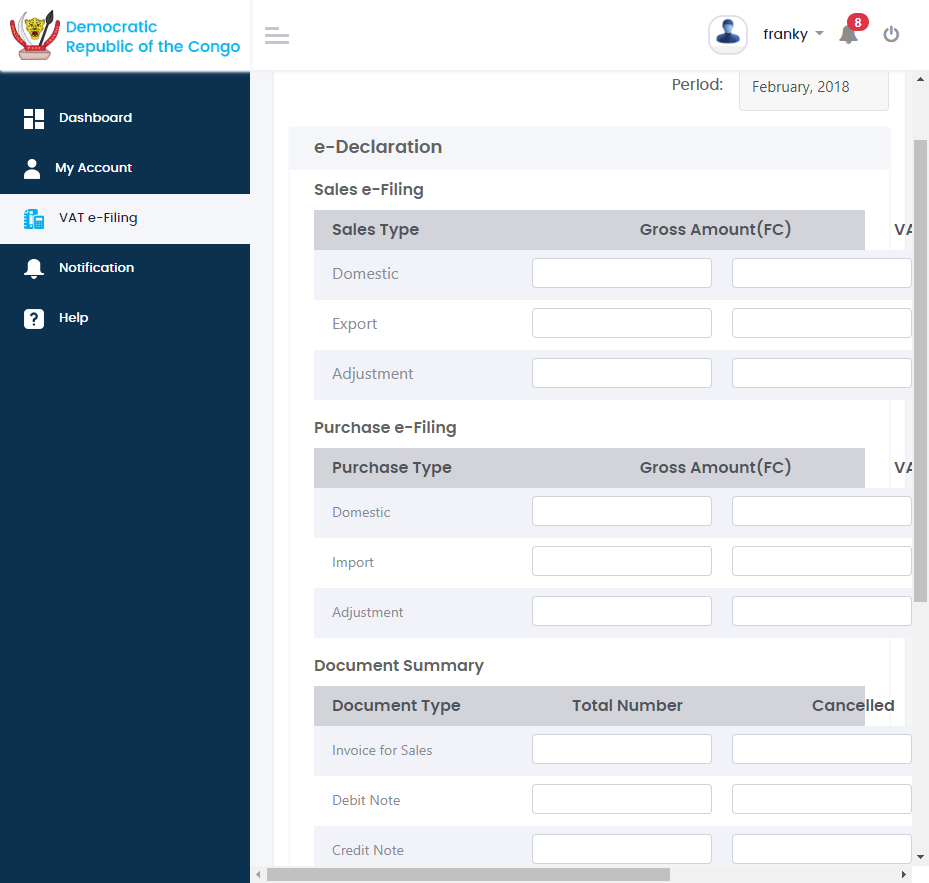 Democratic
Republic of the Congo
franky
8
Dashboard
My Account
VAT e-Filing
Notification
Help
Period:
February, 2018
e-Declaration
Sales e-Filing
Sales Type Gross Amount(FC) VA
Domestic
Export
Adjustment
Purchase e-Filing
Purchase Type Gross Amount(FC) VA
Domestic
Import
Adjustment
Document Summary
Document Type Total Number Cancelled
Invoice for Sales
Debit Note
Credit Note